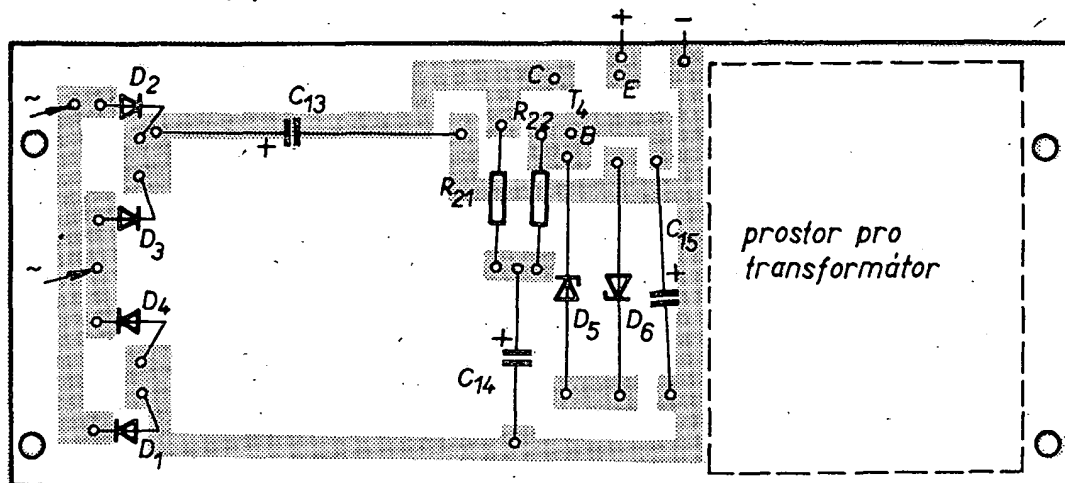 + -
~ D2
C13
+
C
E
T4
R22
B
D3
R21
C15
prostor pro
transformátor
~
D4
+
D5
D6
+
C14
D1